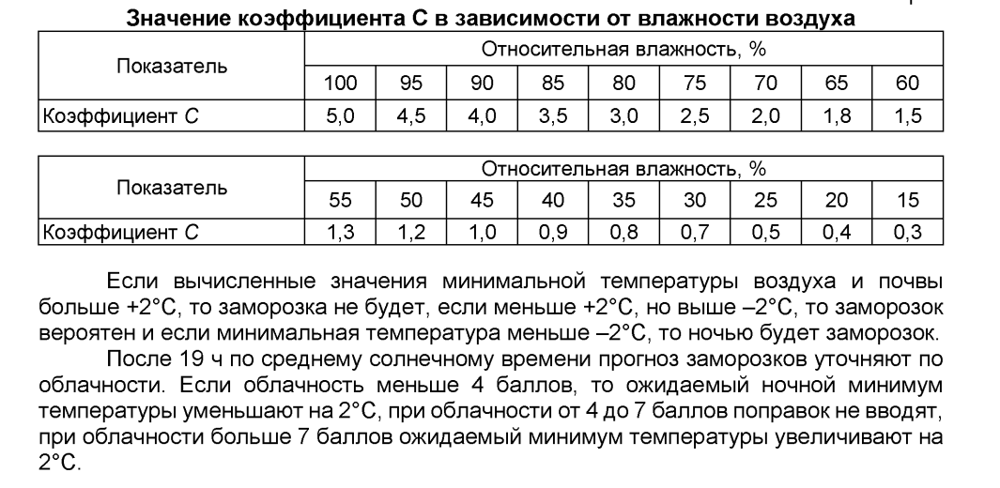 Значение коэффициента С в зависимости от влажности воздуха
Показатель
Относительная влажность, %
100 95 90 85 80 75 70 65 60
Коэффициент С 5,0 4,5 4,0 3,5 3,0 2,5 2,0 1,8 1,5
Показатель
Относительная влажность, %
55 50 45 40 35 30 25 20 15
Коэффициент С 1,3 1,2 1,0 0,9 0,8 0,7 0,5 0,4 0,3
Если вычисленные значения минимальной температуры воздуха и почвы
больше +2°С, то заморозка не будет, если меньше +2°С, но выше –2°С, то заморозок
вероятен и если минимальная температура меньше –2°С, то ночью будет заморозок.
После 19 ч по среднему солнечному времени прогноз заморозков уточняют по
облачности. Если облачность меньше 4 баллов, то ожидаемый ночной минимум
температуры уменьшают на 2°С, при облачности от 4 до 7 баллов поправок не вводят,
при облачности больше 7 баллов ожидаемый минимум температуры увеличивают на
2°С.